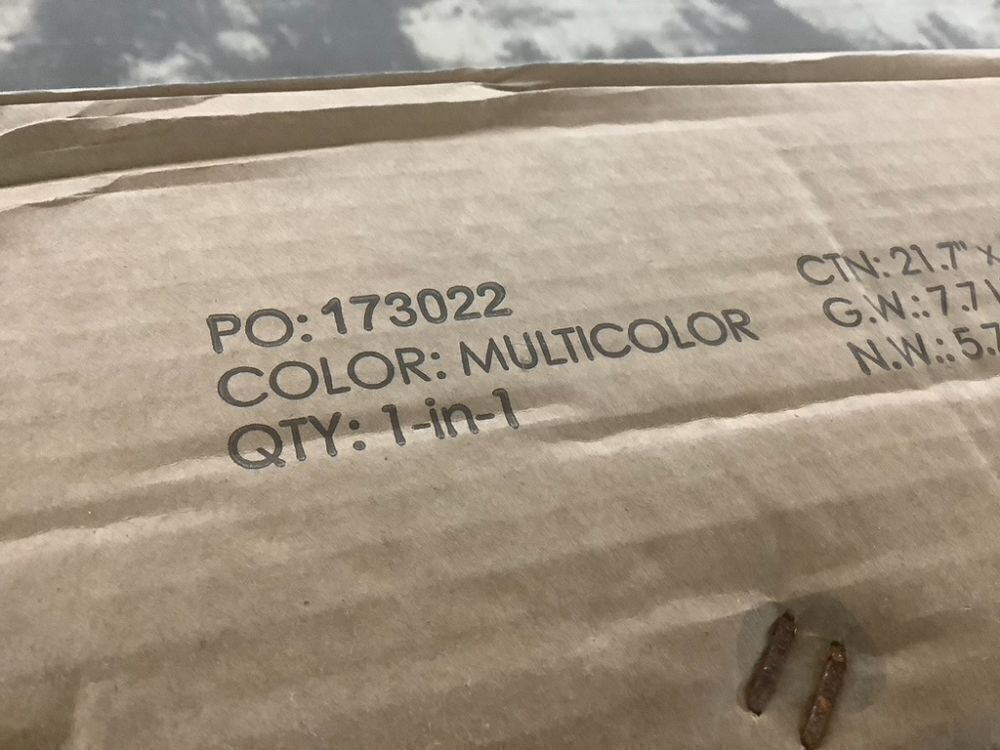 PO: 173022
COLOR: MULTICOLOR
QTY: 1-in-1
CTN: 21.7" x
G.W.: 7.7
N.W.: 5.7